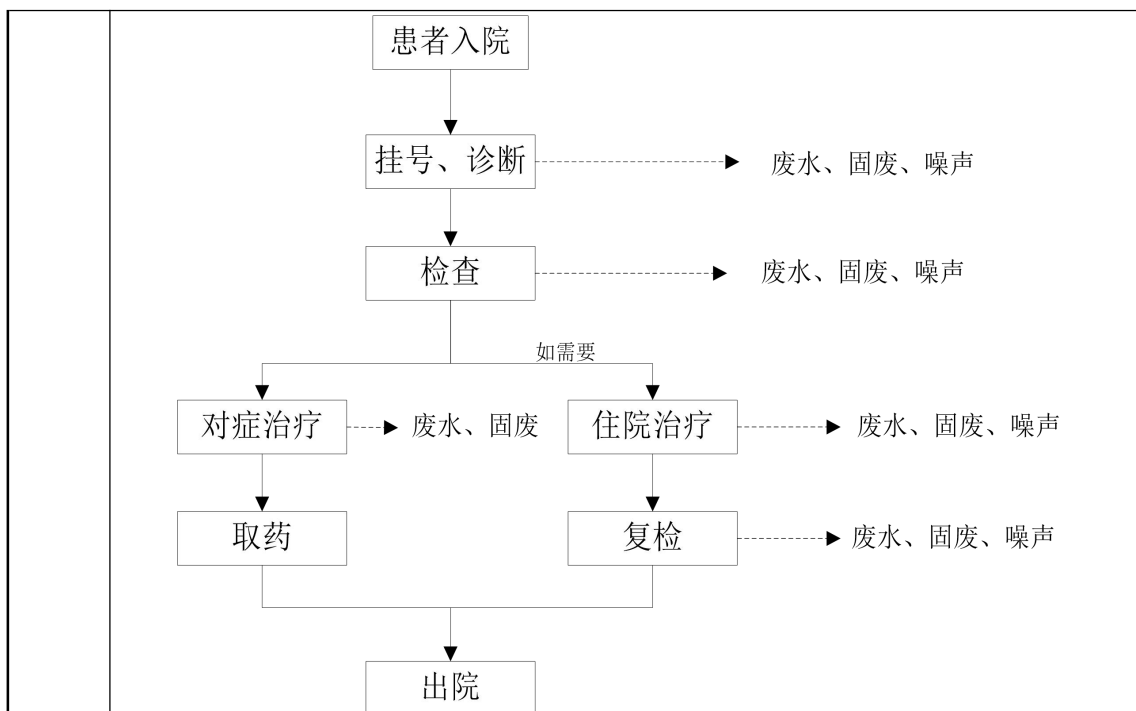 患者入院
挂号、诊断
废水、固废、噪声
检查
废水、固废、噪声
如需要
对症治疗
废水、固废
住院治疗
废水、固废、噪声
取药
复检
废水、固废、噪声
出院